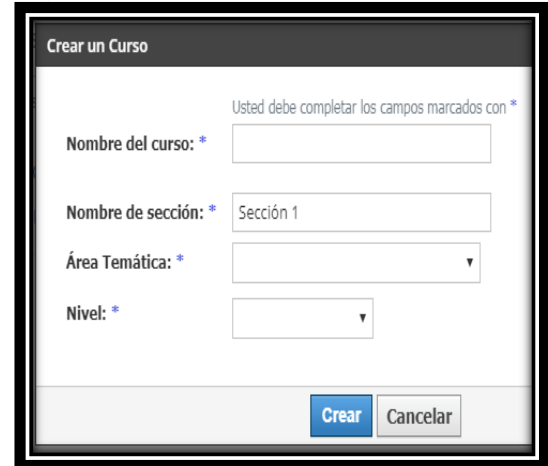 Crear un Curso
Usted debe completar los campos marcados con *
Nombre del curso: *
Nombre de sección: * Sección 1
Área Temática: *
Nivel: *
Crear Cancelar